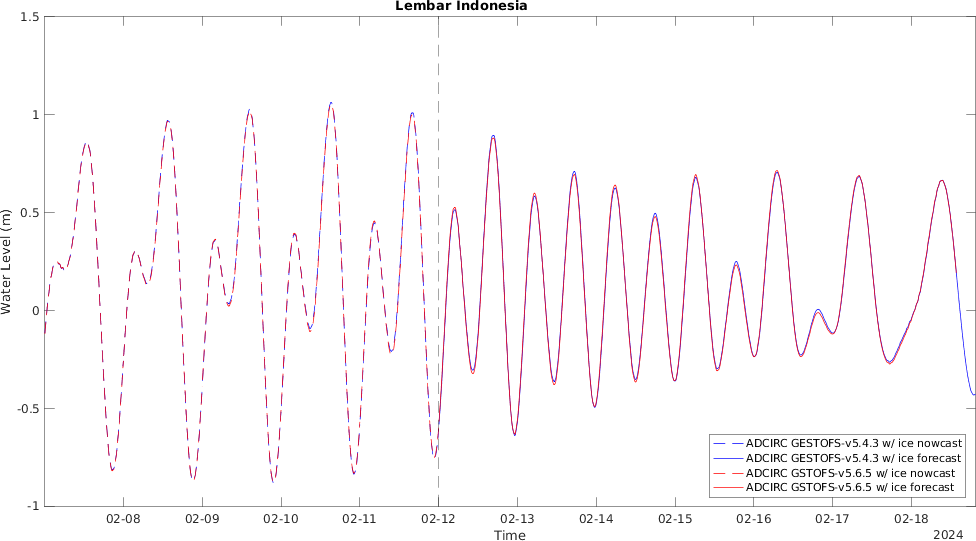 Lembar Indonesia
Water Level (m)
1.5
1
0.5
0
-0.5
-1
ADCIRC GESTOFS-v5.4.3 w/ ice nowcast
ADCIRC GESTOFS-v5.4.3 w/ ice forecast
ADCIRC GSTOFS-v5.6.5 w/ ice nowcast
ADCIRC GSTOFS-v5.6.5 w/ ice forecast
02-08 02-09 02-10 02-11 02-12 02-13 02-14 02-15 02-16 02-17 02-18
Time
2024